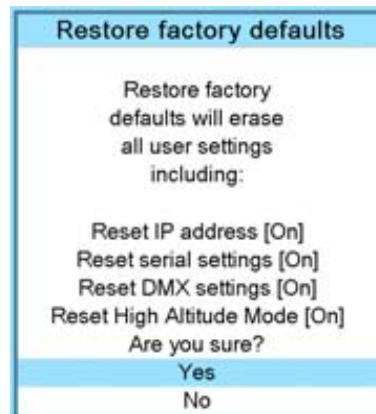 Restore factory defaults
Restore factory
defaults will erase
all user settings
including:
Reset IP address [On]
Reset serial settings [On]
Reset DMX settings [On]
Reset High Altitude Mode [On]
Are you sure?
Yes
No